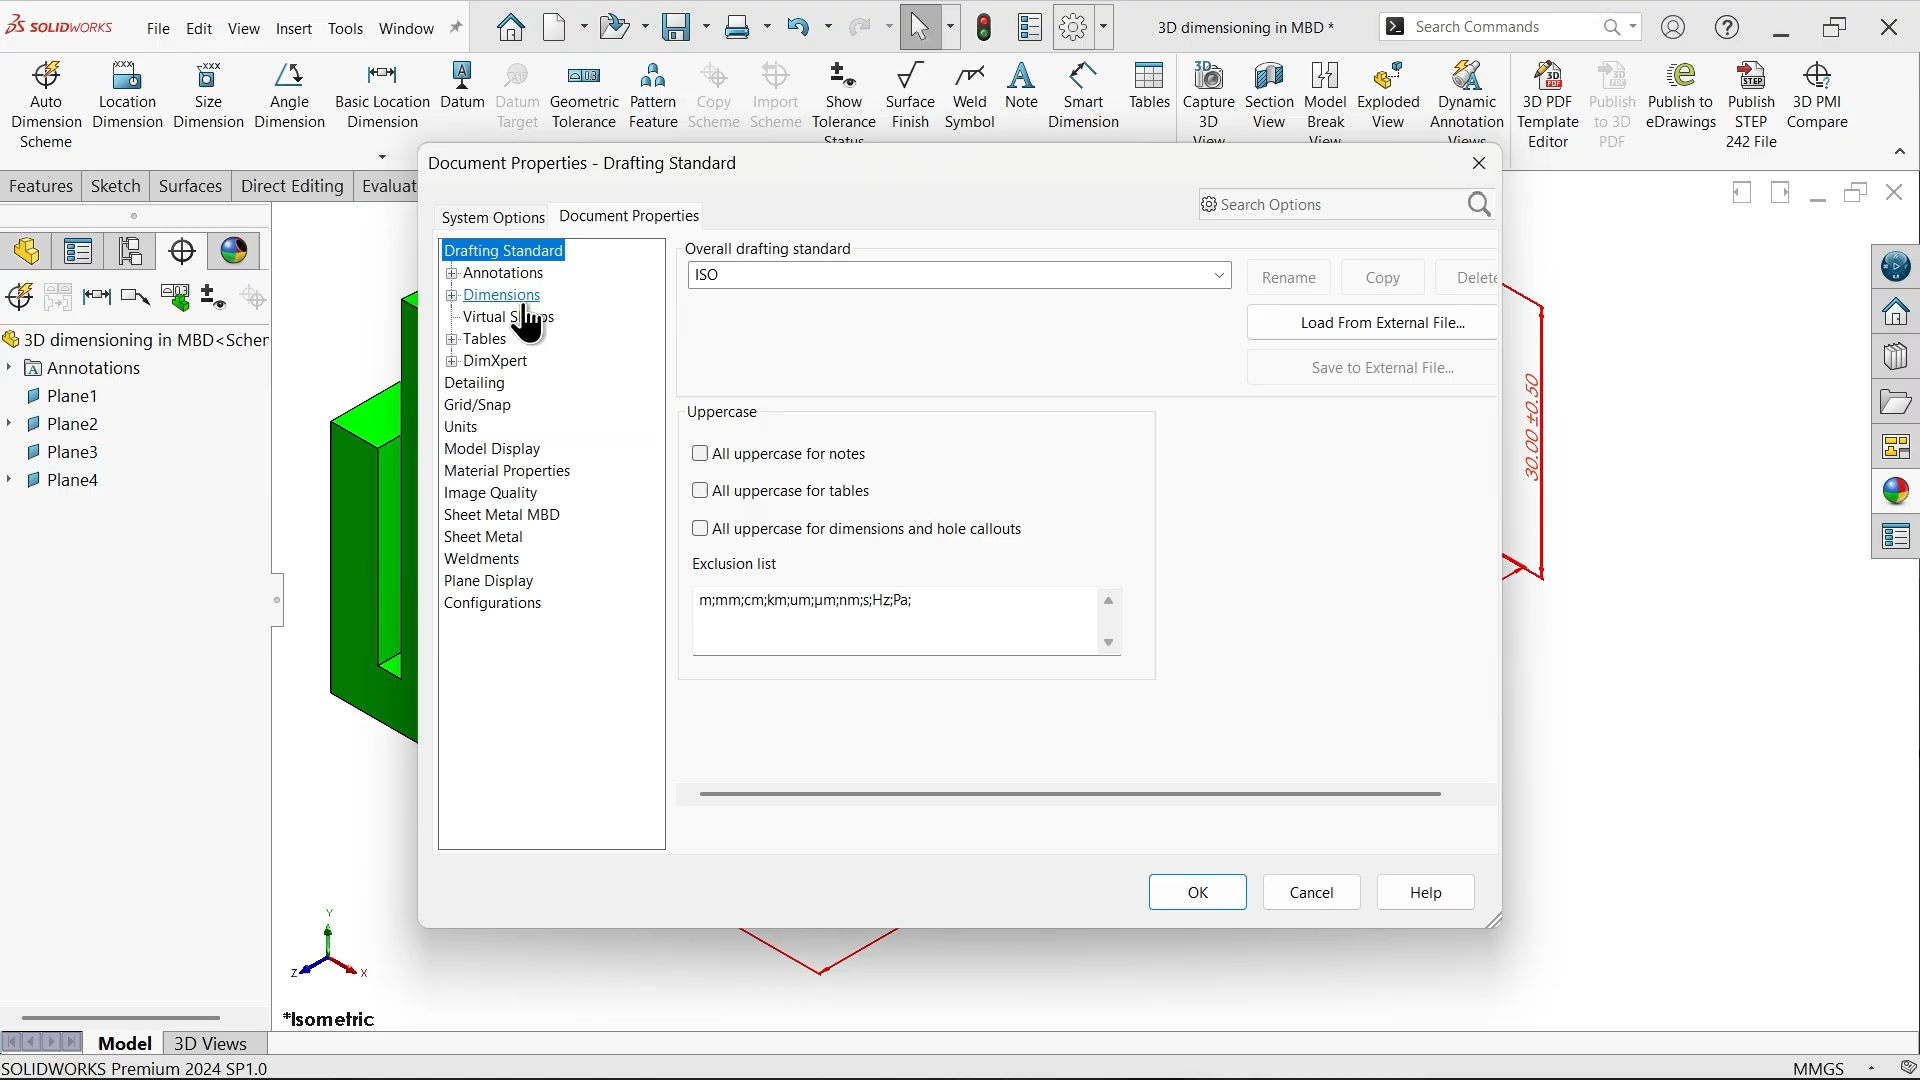 SOLIDWORKS File Edit View Insert Tools Window
3D dimensioning in MBD *
Search Commands
Auto Dimension Scheme
Location Dimension
Size Dimension
Angle Dimension
Basic Location Dimension
Datum
Datum Target
Geometric Tolerance
Pattern Feature
Copy Scheme
Import Scheme
Show Tolerance Status
Surface Finish
Weld Symbol
Note
Smart Dimension
Tables
Capture 3D View
Section View
Model Break View
Exploded View
Dynamic Annotation Views
3D PDF Template Editor
Publish to 3D PDF
Publish to eDrawings
Publish STEP 242 File
3D PMI Compare
Features Sketch Surfaces Direct Editing Evaluat
3D dimensioning in MBD<Scher
Annotations
Plane1
Plane2
Plane3
Plane4
Document Properties - Drafting Standard
System Options Document Properties
Search Options
Drafting Standard
Annotations
Dimensions
Virtual S
ps
Tables
DimXpert
Detailing
Grid/Snap
Units
Model Display
Material Properties
Image Quality
Sheet Metal MBD
Sheet Metal
Weldments
Plane Display
Configurations
Overall drafting standard
ISO
Rename Copy Delete
Load From External File...
Save to External File...
Uppercase
All uppercase for notes
All uppercase for tables
All uppercase for dimensions and hole callouts
Exclusion list
m;mm;cm;km;um;µm;nm;s;Hz;Pa;
OK Cancel Help
30.00 ±0.50
Y
Z
X
*Isometric
Model 3D Views
SOLIDWORKS Premium 2024 SP1.0
MMGS